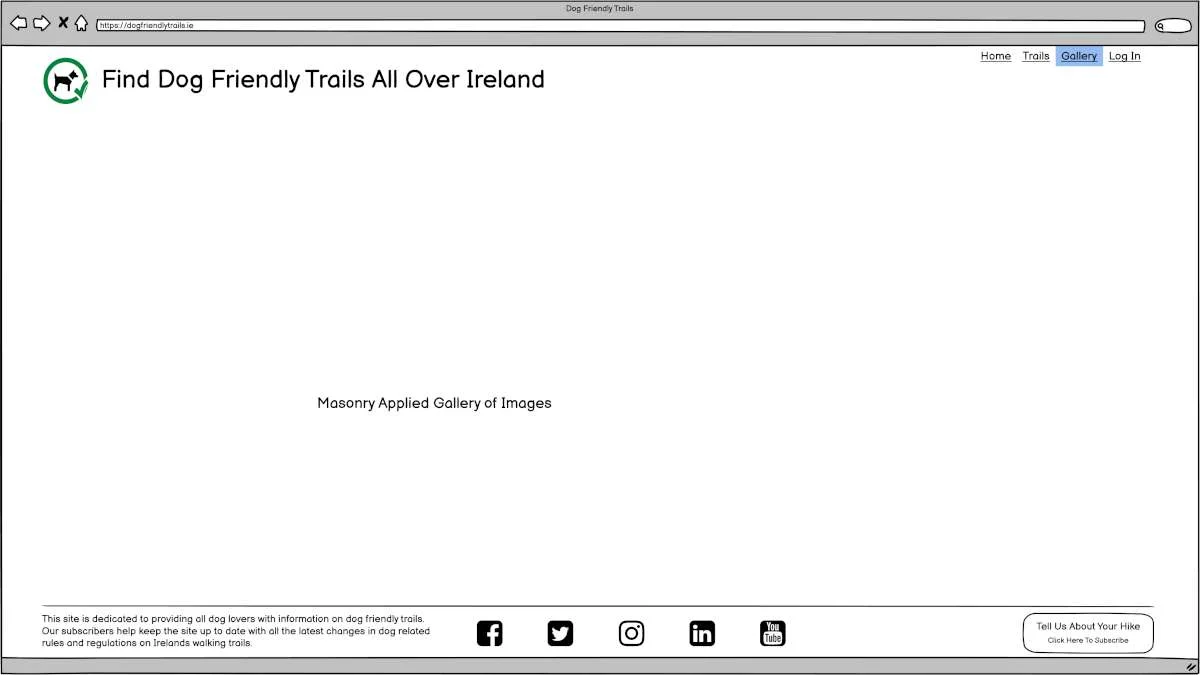 Dog Friendly Trails
https://dogfriendlytrails.ie
Home Trails Gallery Log In
Find Dog Friendly Trails All Over Ireland
Masonry Applied Gallery of Images
This site is dedicated to providing all dog lovers with information on dog friendly trails.
Our subscribers help keep the site up to date with all the latest changes in dog related
rules and regulations on Irelands walking trails.
You
Tube
Tell Us About Your Hike
Click Here To Subscribe